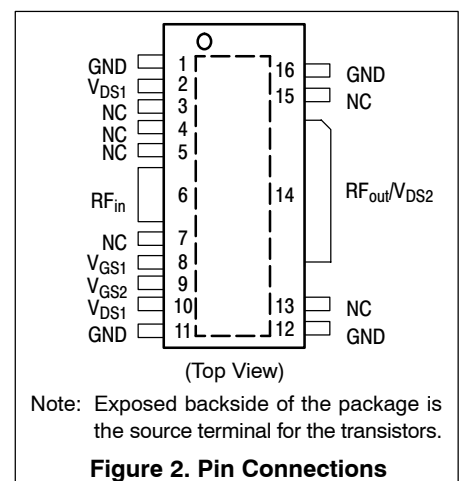 GND 1 16 GND
VDS1 2
NC 3 15 NC
NC 4
NC 5
RFin 6 14 RFout/VDS2
NC 7
VGS1 8
VGS2 9
VDS1 10 13 NC
GND 11 12 GND
(Top View)
Note: Exposed backside of the package is
the source terminal for the transistors.
Figure 2. Pin Connections